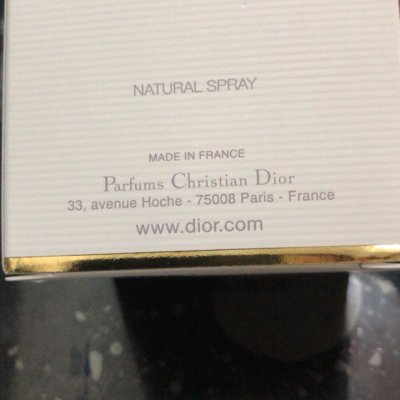 NATURAL SPRAY
MADE IN FRANCE
Parfums Christian Dior
33, avenue Hoche - 75008 Paris - France
www.dior.com